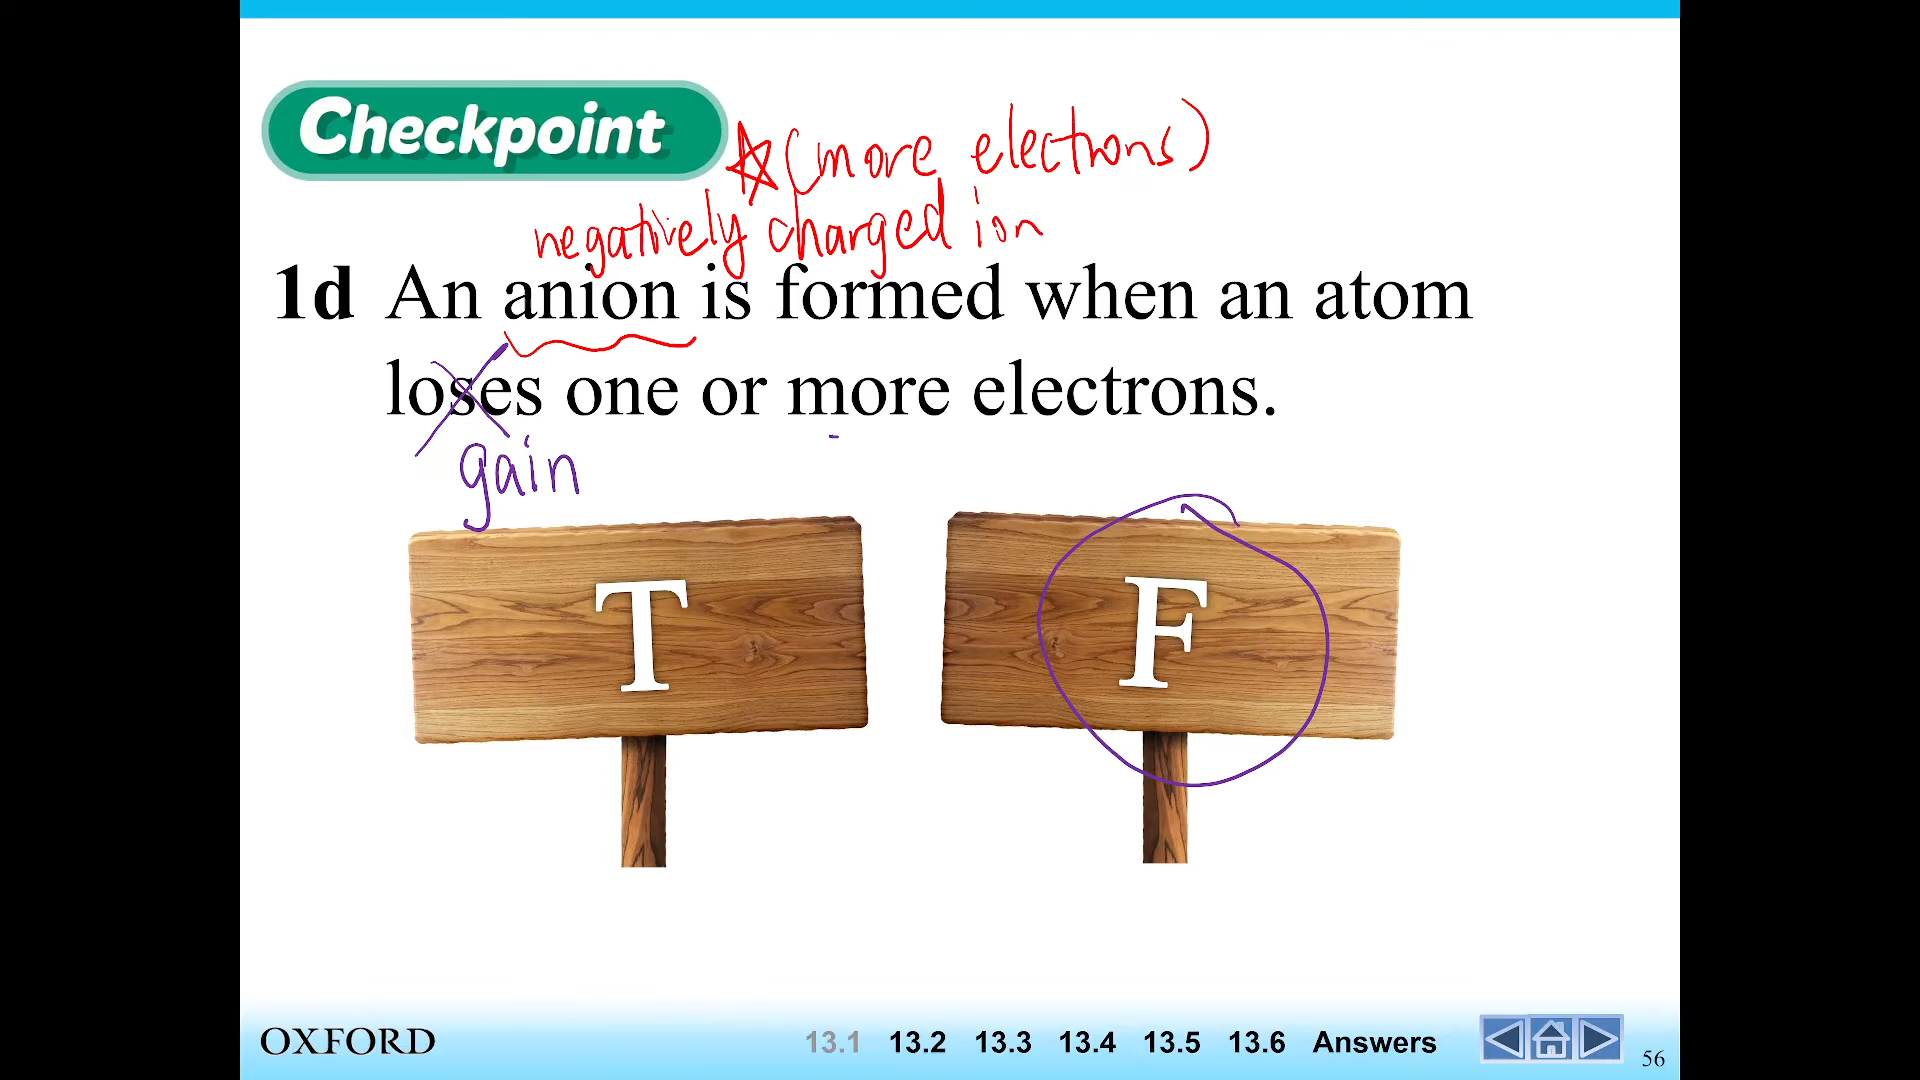 Checkpoint
☆ (more electrons)
negatively charged ion
1d An anion is formed when an atom
loses one or more electrons.
gain
T F
OXFORD 13.1 13.2 13.3 13.4 13.5 13.6 Answers 56